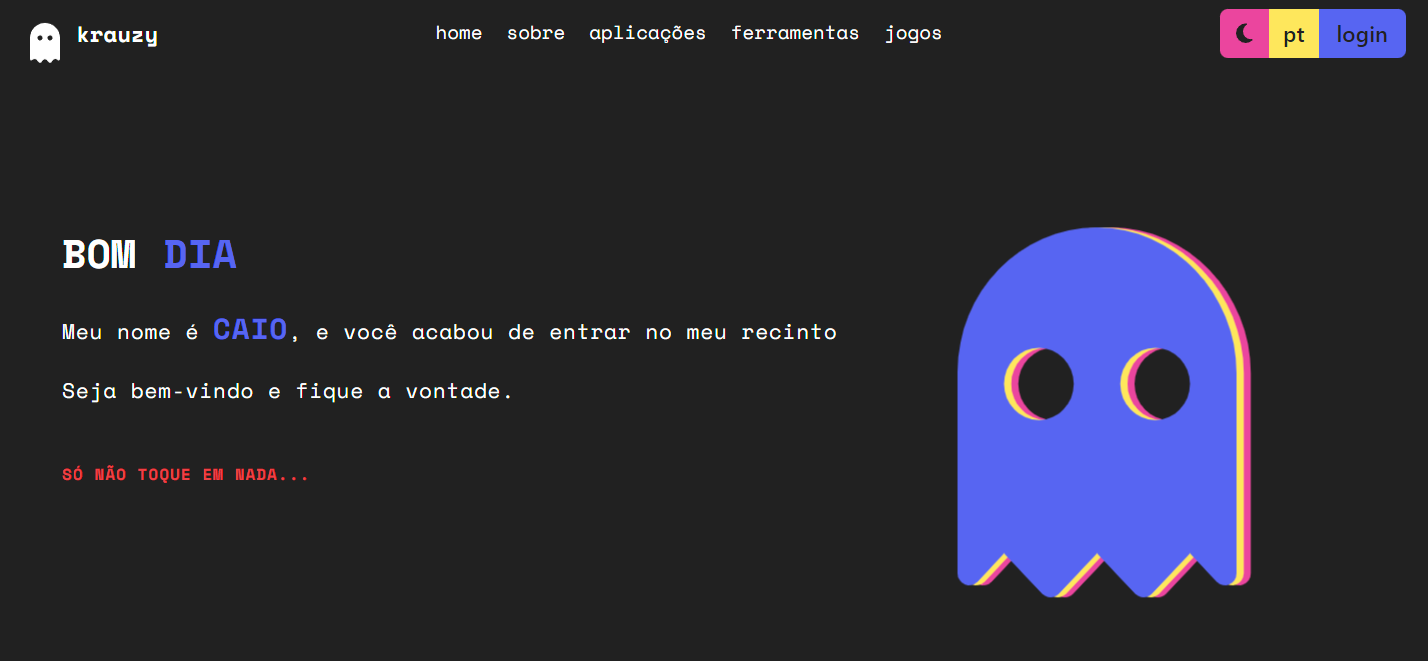 krauzy
home sobre aplicações ferramentas jogos
pt login
BOM DIA
Meu nome é CAIO, e você acabou de entrar no meu recinto
Seja bem-vindo e fique a vontade.
SÓ NÃO TOQUE EM NADA...